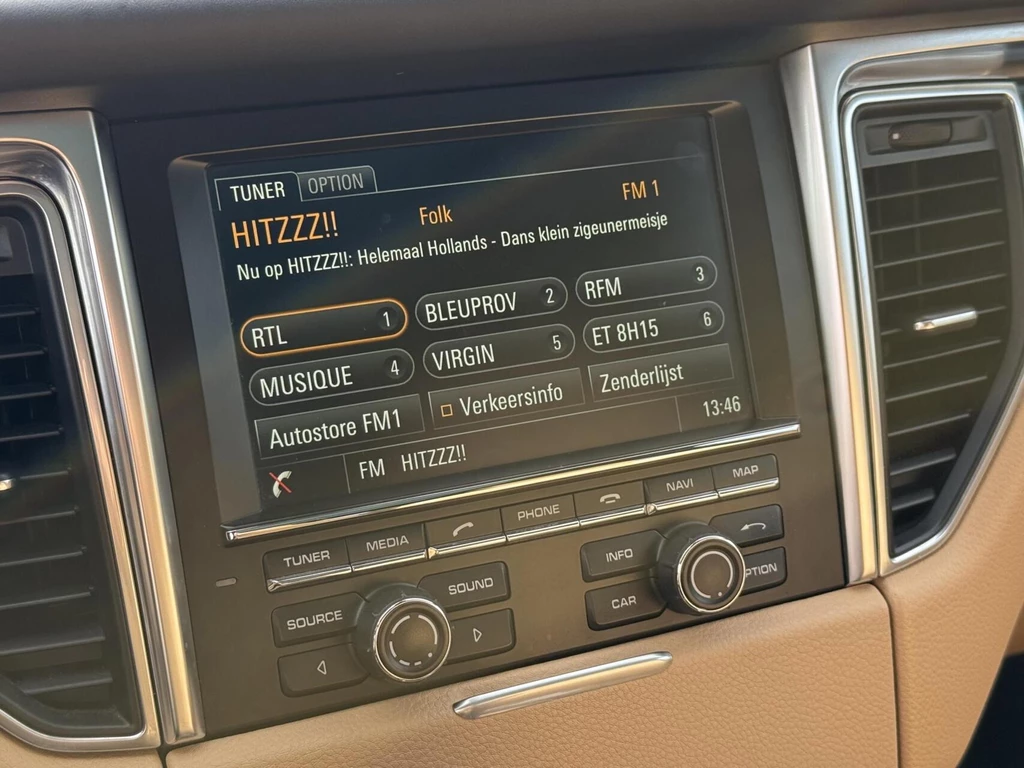 TUNER OPTION
HITZZZ!! Folk FM 1
Nu op HITZZZ!!: Helemaal Hollands - Dans klein zigeunermeisje
RTL 1 BLEUPROV 2 RFM 3
MUSIQUE 4 VIRGIN 5 ET 8H15 6
Autostore FM1 Verkeersinfo Zenderlijst
FM HITZZZ!! 13:46
TUNER MEDIA PHONE NAVI MAP
SOURCE SOUND INFO
CAR OPTION